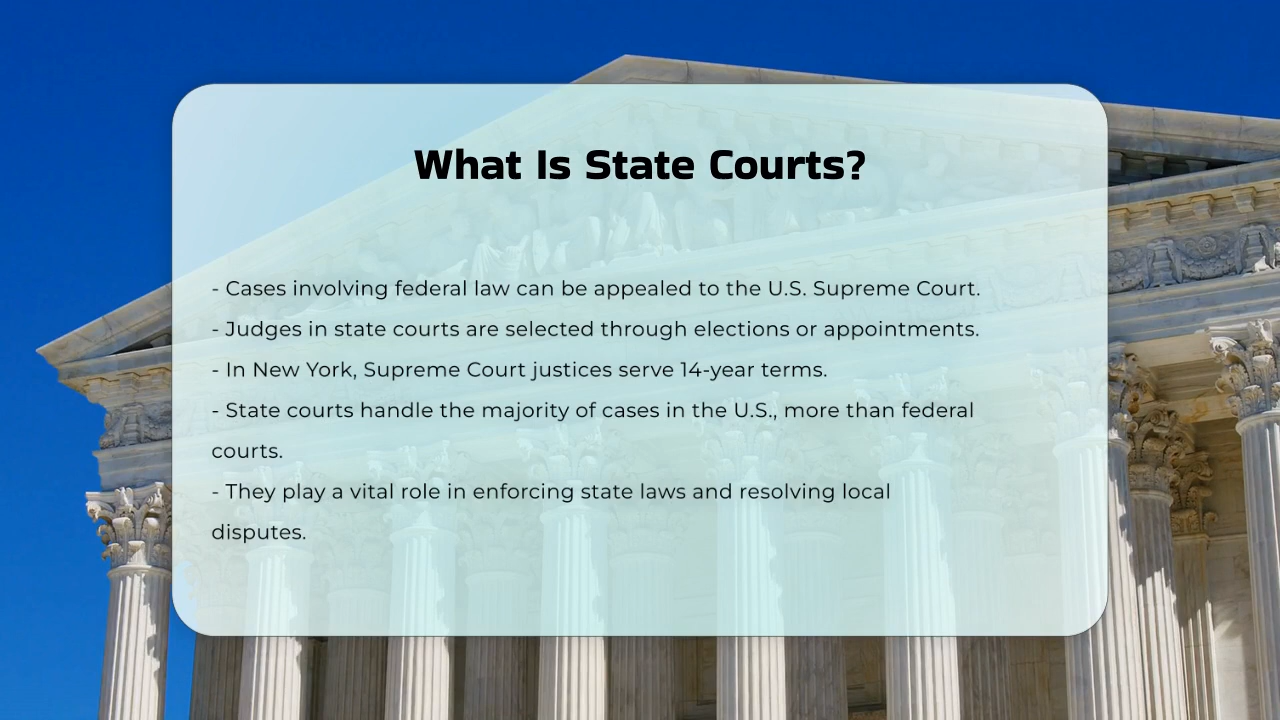 What Is State Courts?
- Cases involving federal law can be appealed to the U.S. Supreme Court.
- Judges in state courts are selected through elections or appointments.
- In New York, Supreme Court justices serve 14-year terms.
- State courts handle the majority of cases in the U.S., more than federal
courts.
- They play a vital role in enforcing state laws and resolving local
disputes.